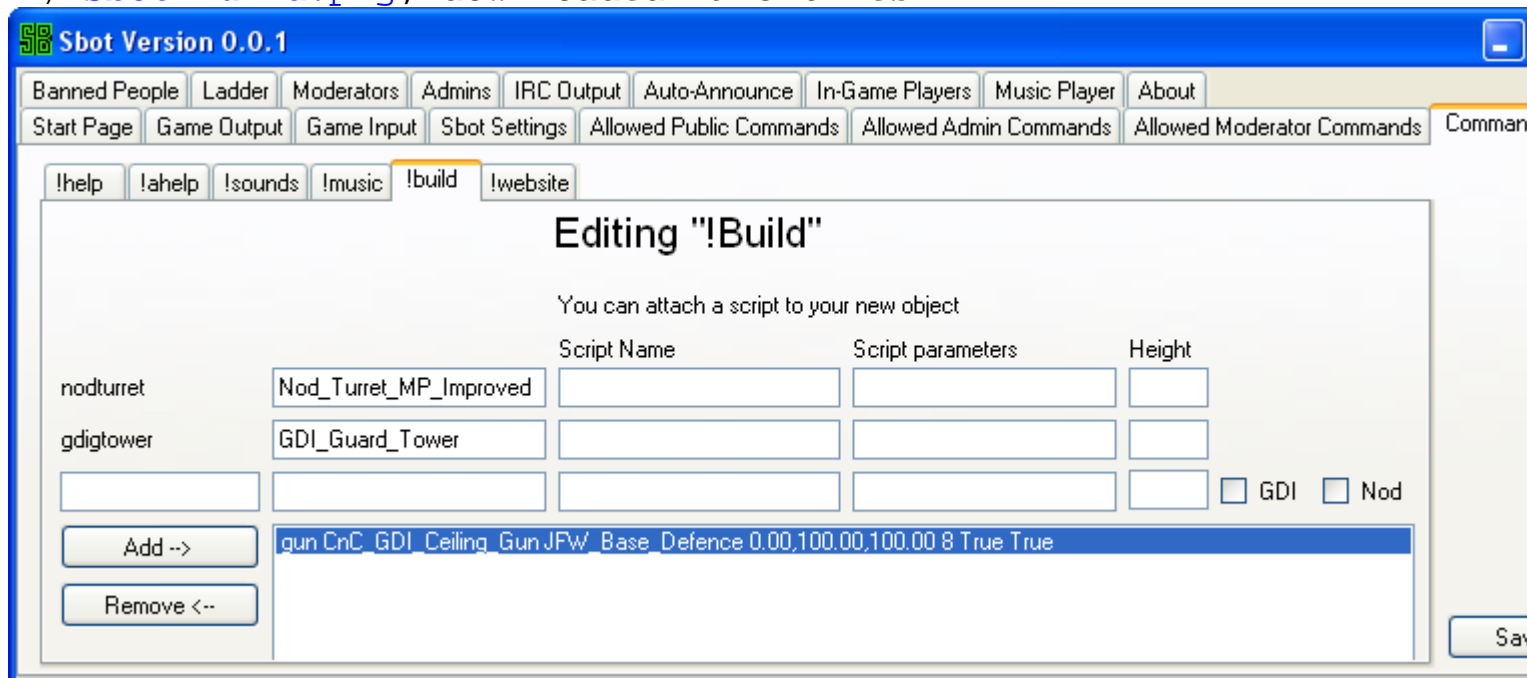 Sbot Version 0.0.1
Banned People Ladder Moderators Admins IRC Output Auto-Announce In-Game Players Music Player About
Start Page Game Output Game Input Sbot Settings Allowed Public Commands Allowed Admin Commands Allowed Moderator Commands Comman
!help !ahelp !sounds !music !build !website
Editing "!Build"
You can attach a script to your new object
Script Name Script parameters Height
nodturret Nod_Turret_MP_Improved
gdigtower GDI_Guard_Tower
GDI Nod
Add --> gun CnC_GDI_Ceiling_Gun JFW_Base_Defence 0.00,100.00,100.00 8 True True
Remove <--
Sav